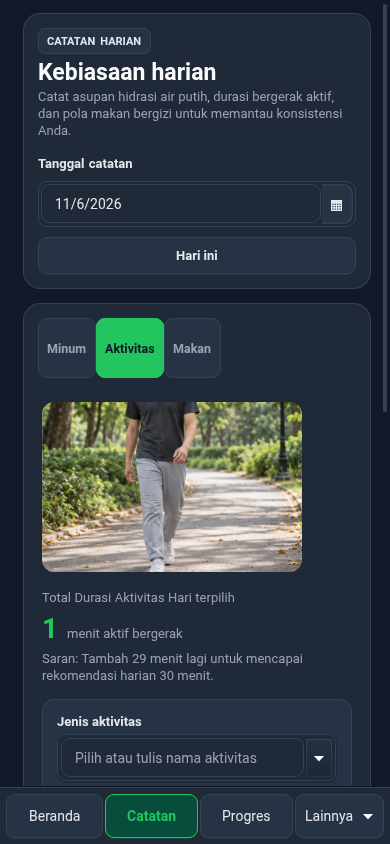 CATATAN HARIAN
Kebiasaan harian
Catat asupan hidrasi air putih, durasi bergerak aktif,
dan pola makan bergizi untuk memantau konsistensi
Anda.
Tanggal catatan
11/6/2026
Hari ini
Minum
Aktivitas
Makan
Total Durasi Aktivitas Hari terpilih
1 menit aktif bergerak
Saran: Tambah 29 menit lagi untuk mencapai
rekomendasi harian 30 menit.
Jenis aktivitas
Pilih atau tulis nama aktivitas
Beranda
Catatan
Progres
Lainnya